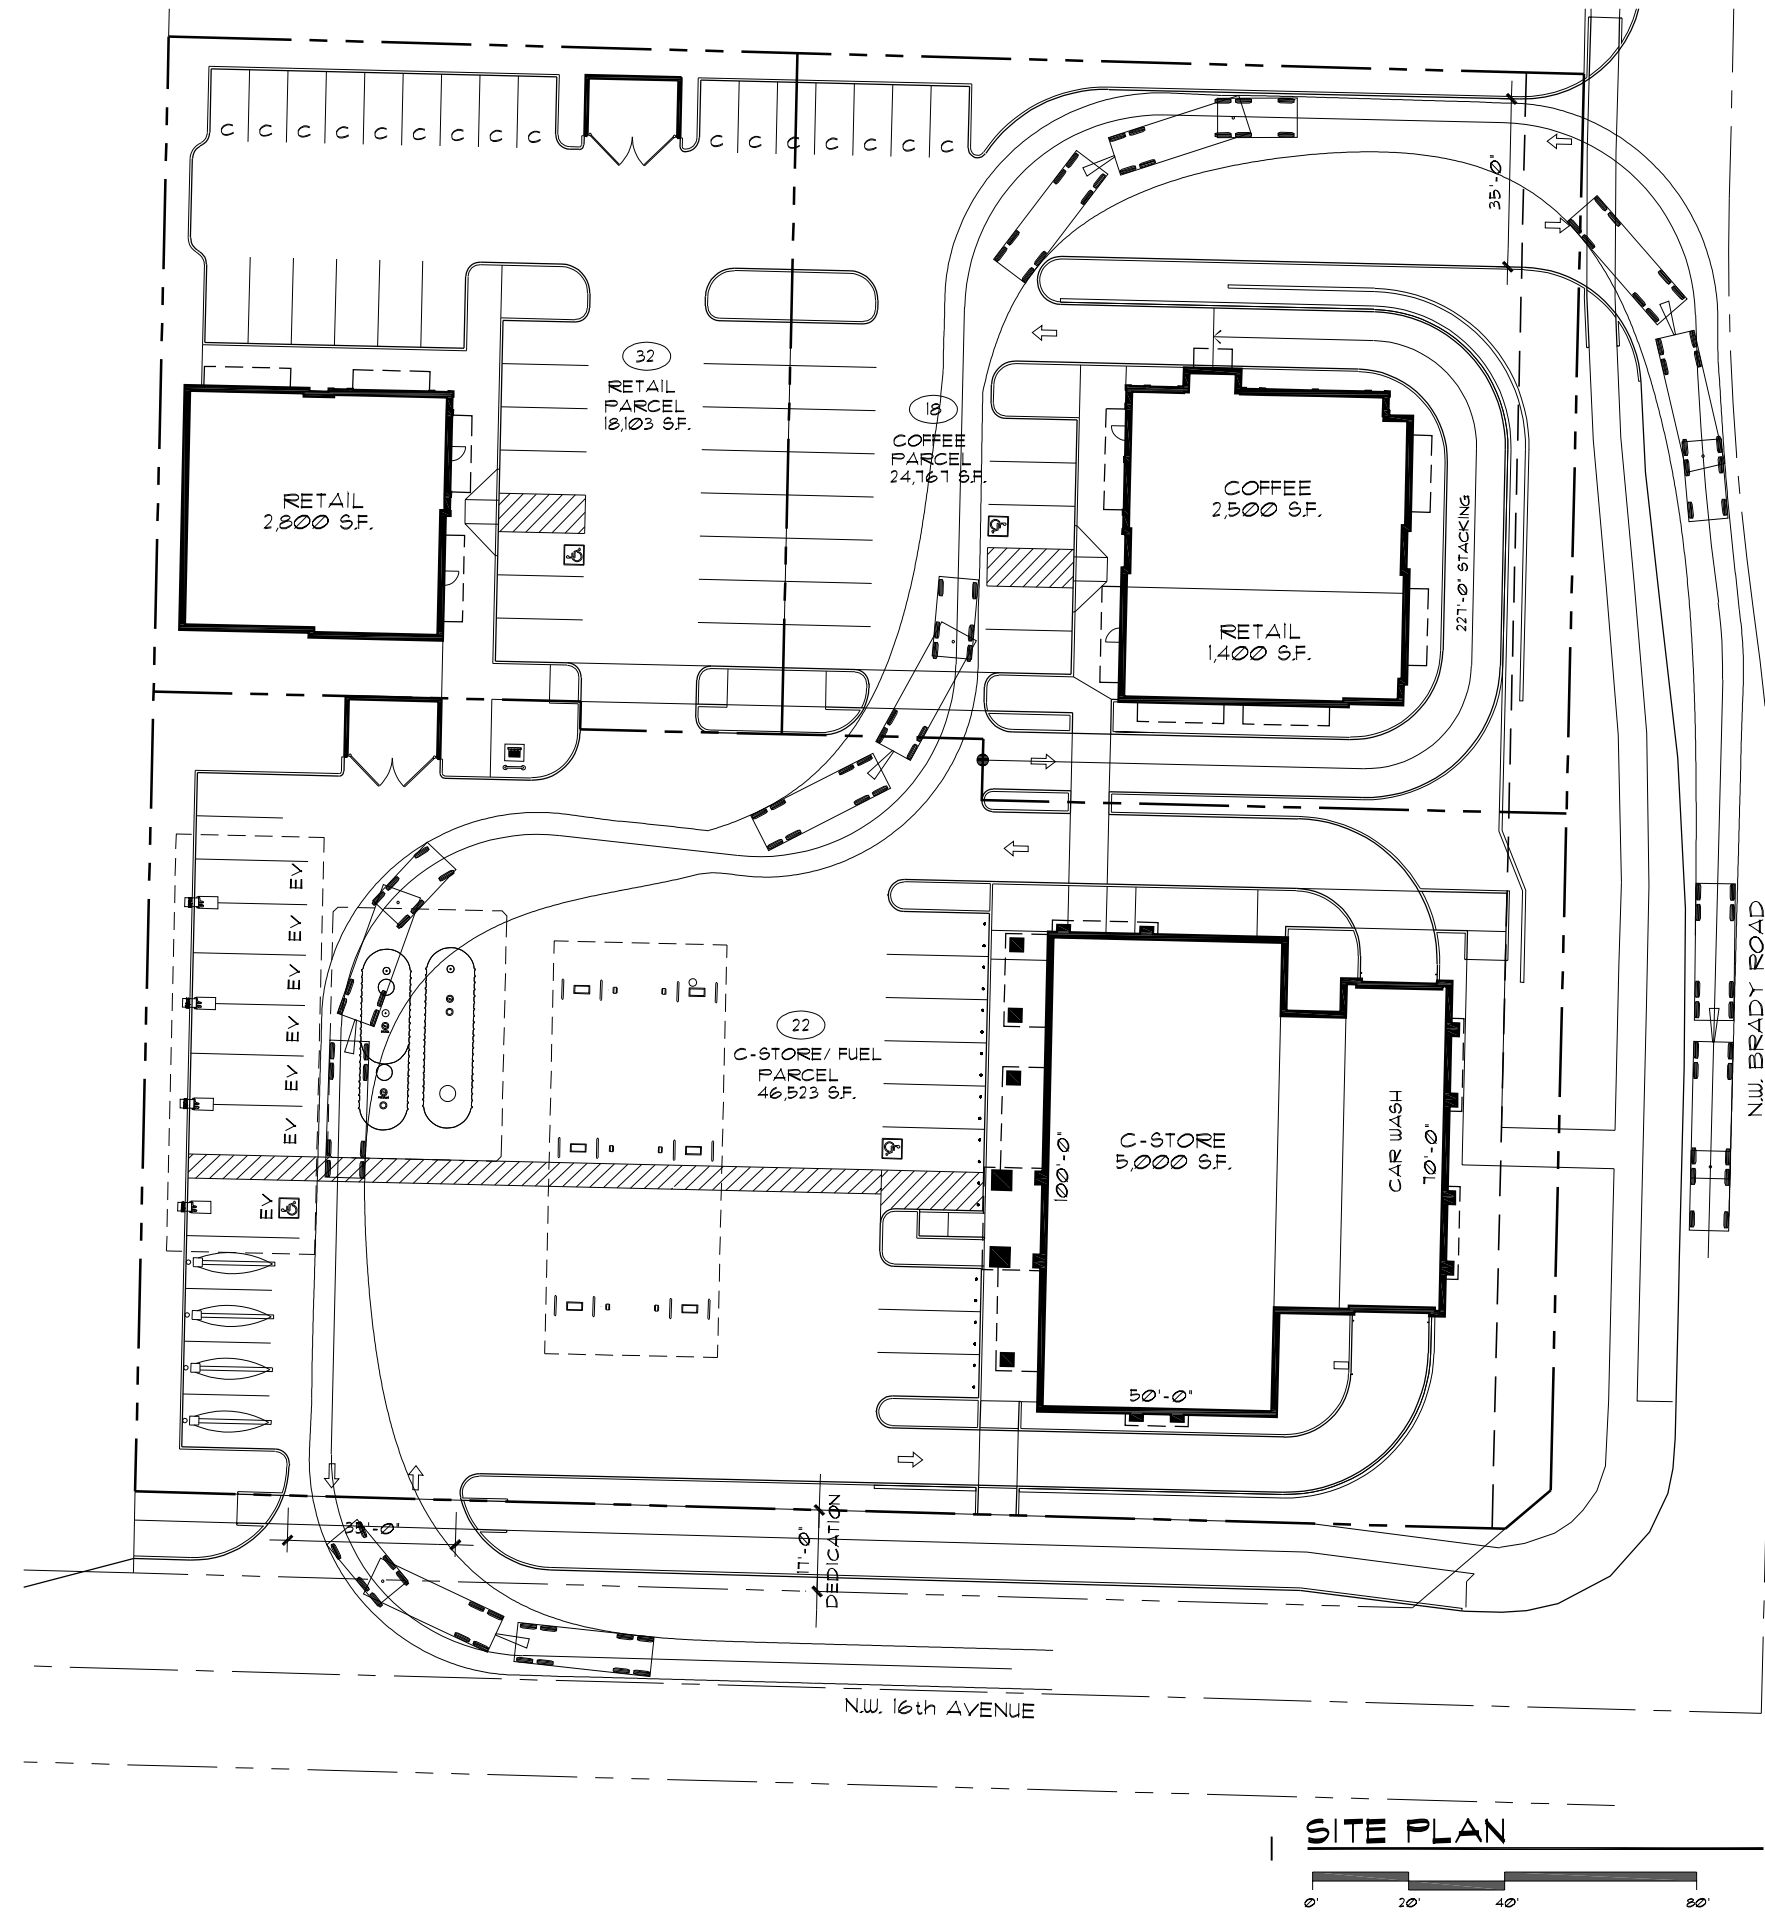 C C C C C C C C C
C C C C C C C
35'-0"
32
RETAIL
PARCEL
18,103 S.F.
18
COFFEE
PARCEL
24,767 S.F.
RETAIL
2,800 S.F.
COFFEE
2,500 S.F.
RETAIL
1,400 S.F.
227'-0" STACKING
EV
EV
EV
EV
EV
EV
EV
22
C-STORE/ FUEL
PARCEL
46,523 S.F.
C-STORE
5,000 S.F.
100'-0"
50'-0"
CAR WASH
70'-0"
N.W. BRADY ROAD
35'-0"
17'-0"
DEDICATION
N.W. 16th AVENUE
SITE PLAN
0' 20' 40' 80'